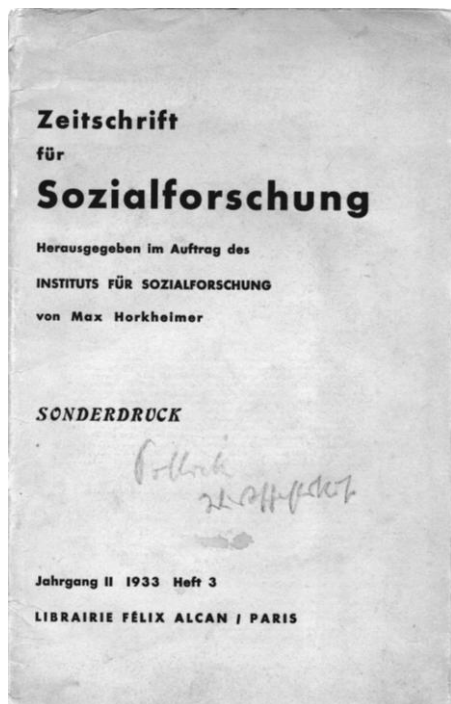 Zeitschrift
für
Sozialforschung
Herausgegeben im Auftrag des
INSTITUTS FÜR SOZIALFORSCHUNG
von Max Horkheimer
SONDERDRUCK
Pollock
Jahrgang II 1933 Heft 3
LIBRAIRIE FÉLIX ALCAN / PARIS